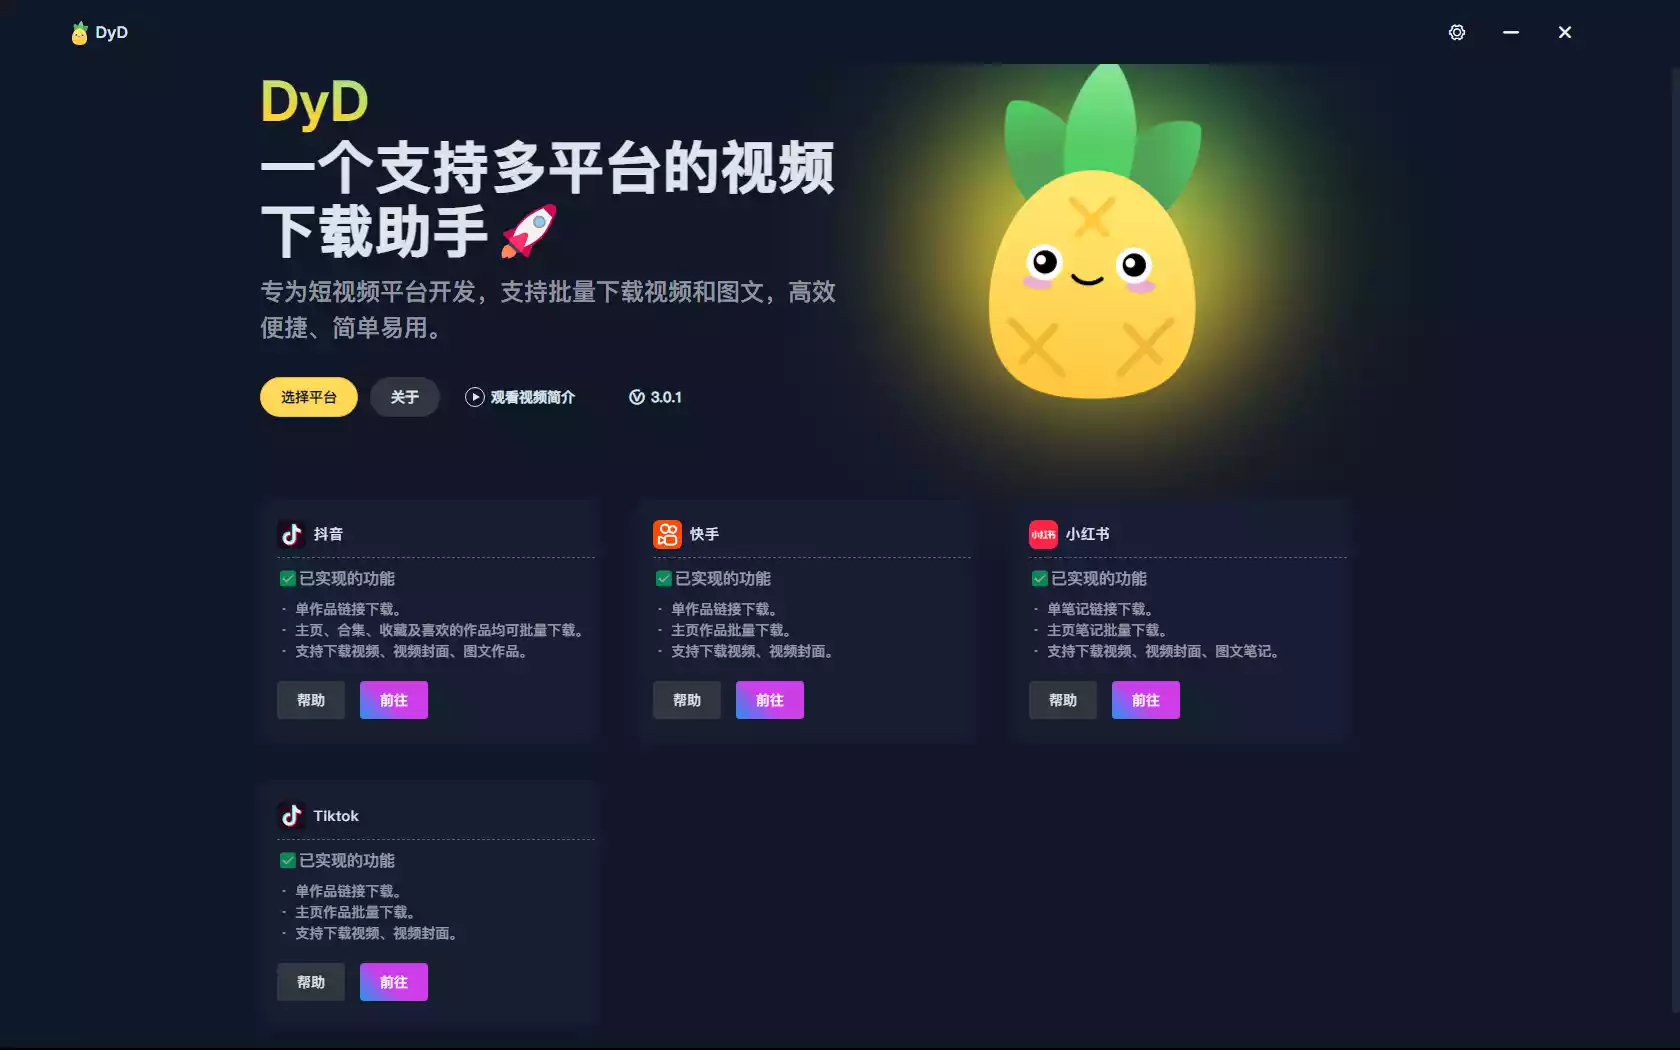 DyD
DyD
一个支持多平台的视频
下载助手
专为短视频平台开发，支持批量下载视频和图文，高效
便捷、简单易用。
选择平台
关于
观看视频简介
3.0.1
抖音
已实现的功能
· 单作品链接下载。
· 主页、合集、收藏及喜欢的作品均可批量下载。
· 支持下载视频、视频封面、图文作品。
帮助
前往
快手
已实现的功能
· 单作品链接下载。
· 主页作品批量下载。
· 支持下载视频、视频封面。
帮助
前往
小红书
小红书
已实现的功能
· 单笔记链接下载。
· 主页笔记批量下载。
· 支持下载视频、视频封面、图文笔记。
帮助
前往
Tiktok
已实现的功能
· 单作品链接下载。
· 主页作品批量下载。
· 支持下载视频、视频封面。
帮助
前往